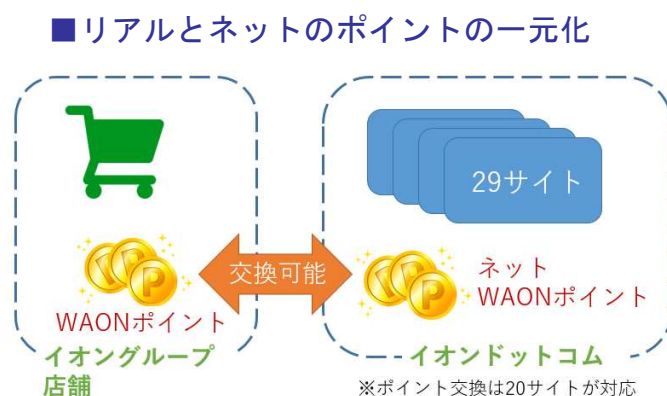 ■リアルとネットのポイントの一元化
29サイト
交換可能
WAONポイント
ネット
WAONポイント
イオングループ
店舗
イオンドットコム
※ポイント交換は20サイトが対応